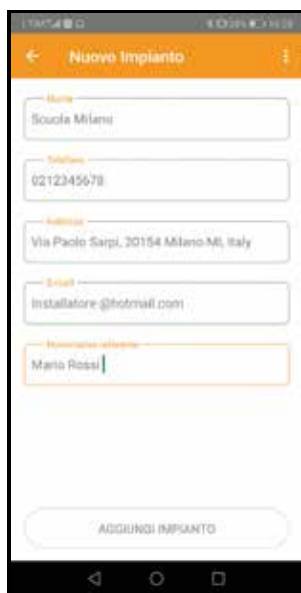 Nuovo Impianto
Nome
Scuola Milano
Telefono
0212345678
Indirizzo
Via Paolo Sarpi, 20154 Milano MI, Italy
E-mail
Installatore @hotmail.com
Mario Rossi
AGGIUNGI IMPIANTO